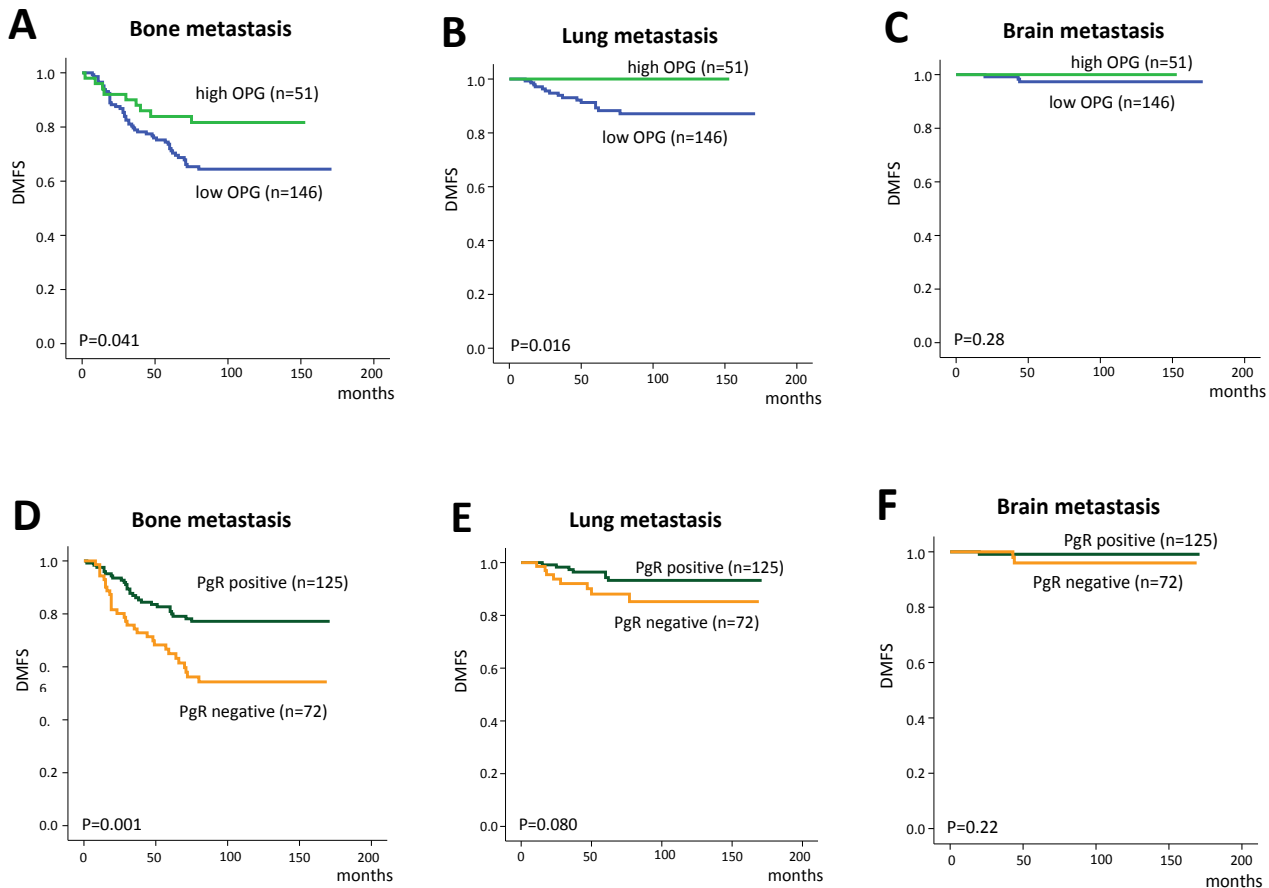 A
Bone metastasis
DMFS
1.0
0.8
0.6
0.4
0.2
0.0
high OPG (n=51)
low OPG (n=146)
P=0.041
0 50 100 150 200
months
B
Lung metastasis
DMFS
1.0
0.8
0.6
0.4
0.2
0.0
high OPG (n=51)
low OPG (n=146)
P=0.016
0 50 100 150 200
months
C
Brain metastasis
DMFS
1.0
0.8
0.6
0.4
0.2
0.0
high OPG (n=51)
low OPG (n=146)
P=0.28
0 50 100 150 200
months
D
Bone metastasis
DMFS
1.0
0.8
0.
6
0.
0.2
0.0
PgR positive (n=125)
PgR negative (n=72)
P=0.001
0 50 100 150 200
months
E
Lung metastasis
DMFS
1.0
0.8
0.6
0.4
0.2
0.0
PgR positive (n=125)
PgR negative (n=72)
P=0.080
0 50 100 150 200
months
F
Brain metastasis
DMFS
1.0
0.8
0.6
0.4
0.2
0.0
PgR positive (n=125)
PgR negative (n=72)
P=0.22
0 50 100 150 200
months